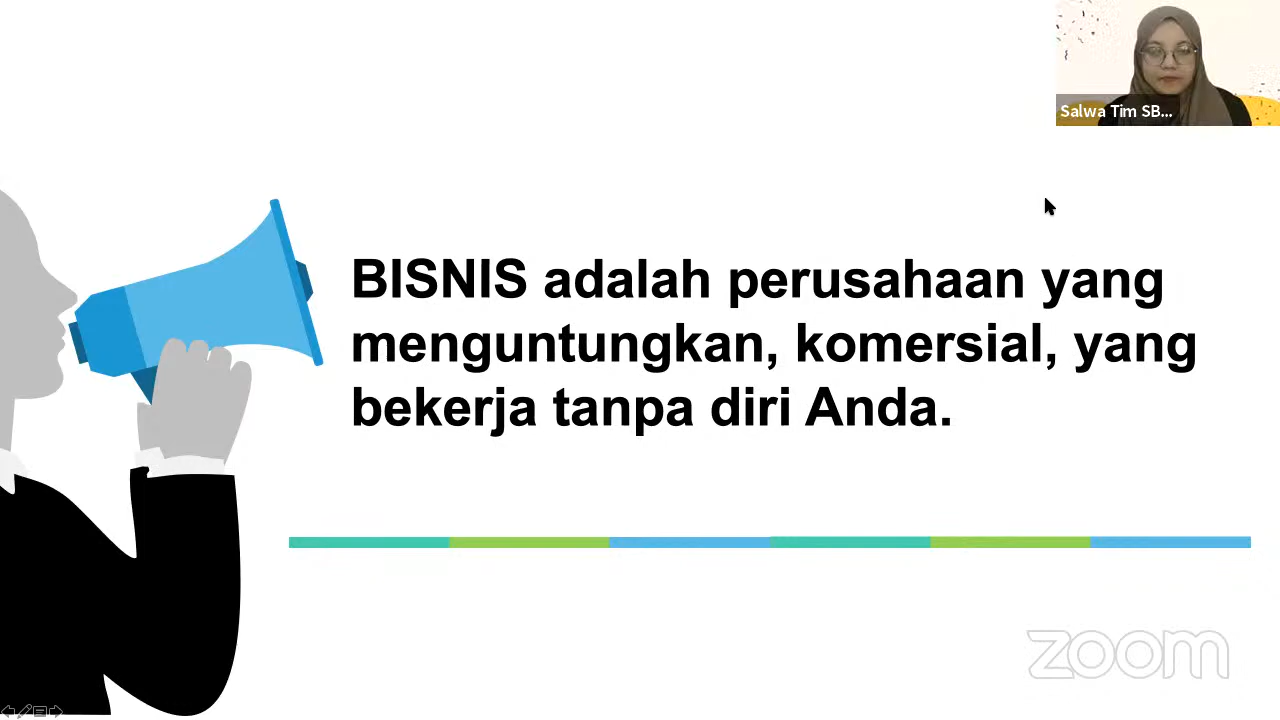 Salwa Tim SB...
BISNIS adalah perusahaan yang
menguntungkan, komersial, yang
bekerja tanpa diri Anda.
zoom